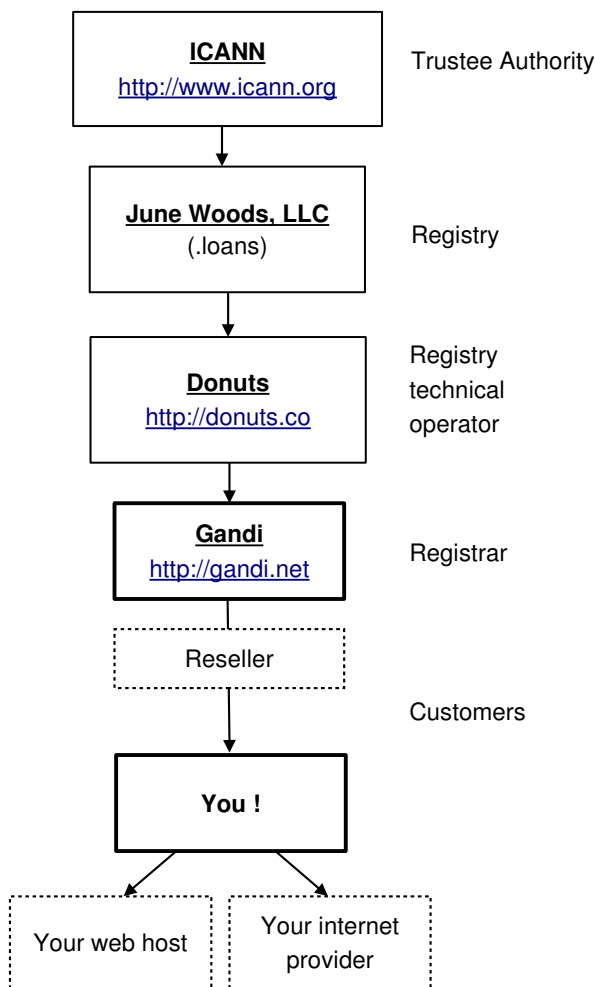 ICANN
http://www.icann.org
Trustee Authority
June Woods, LLC
(.loans)
Registry
Donuts
http://donuts.co
Registry
technical
operator
Gandi
http://gandi.net
Registrar
Reseller
Customers
You !
Your web host
Your internet
provider